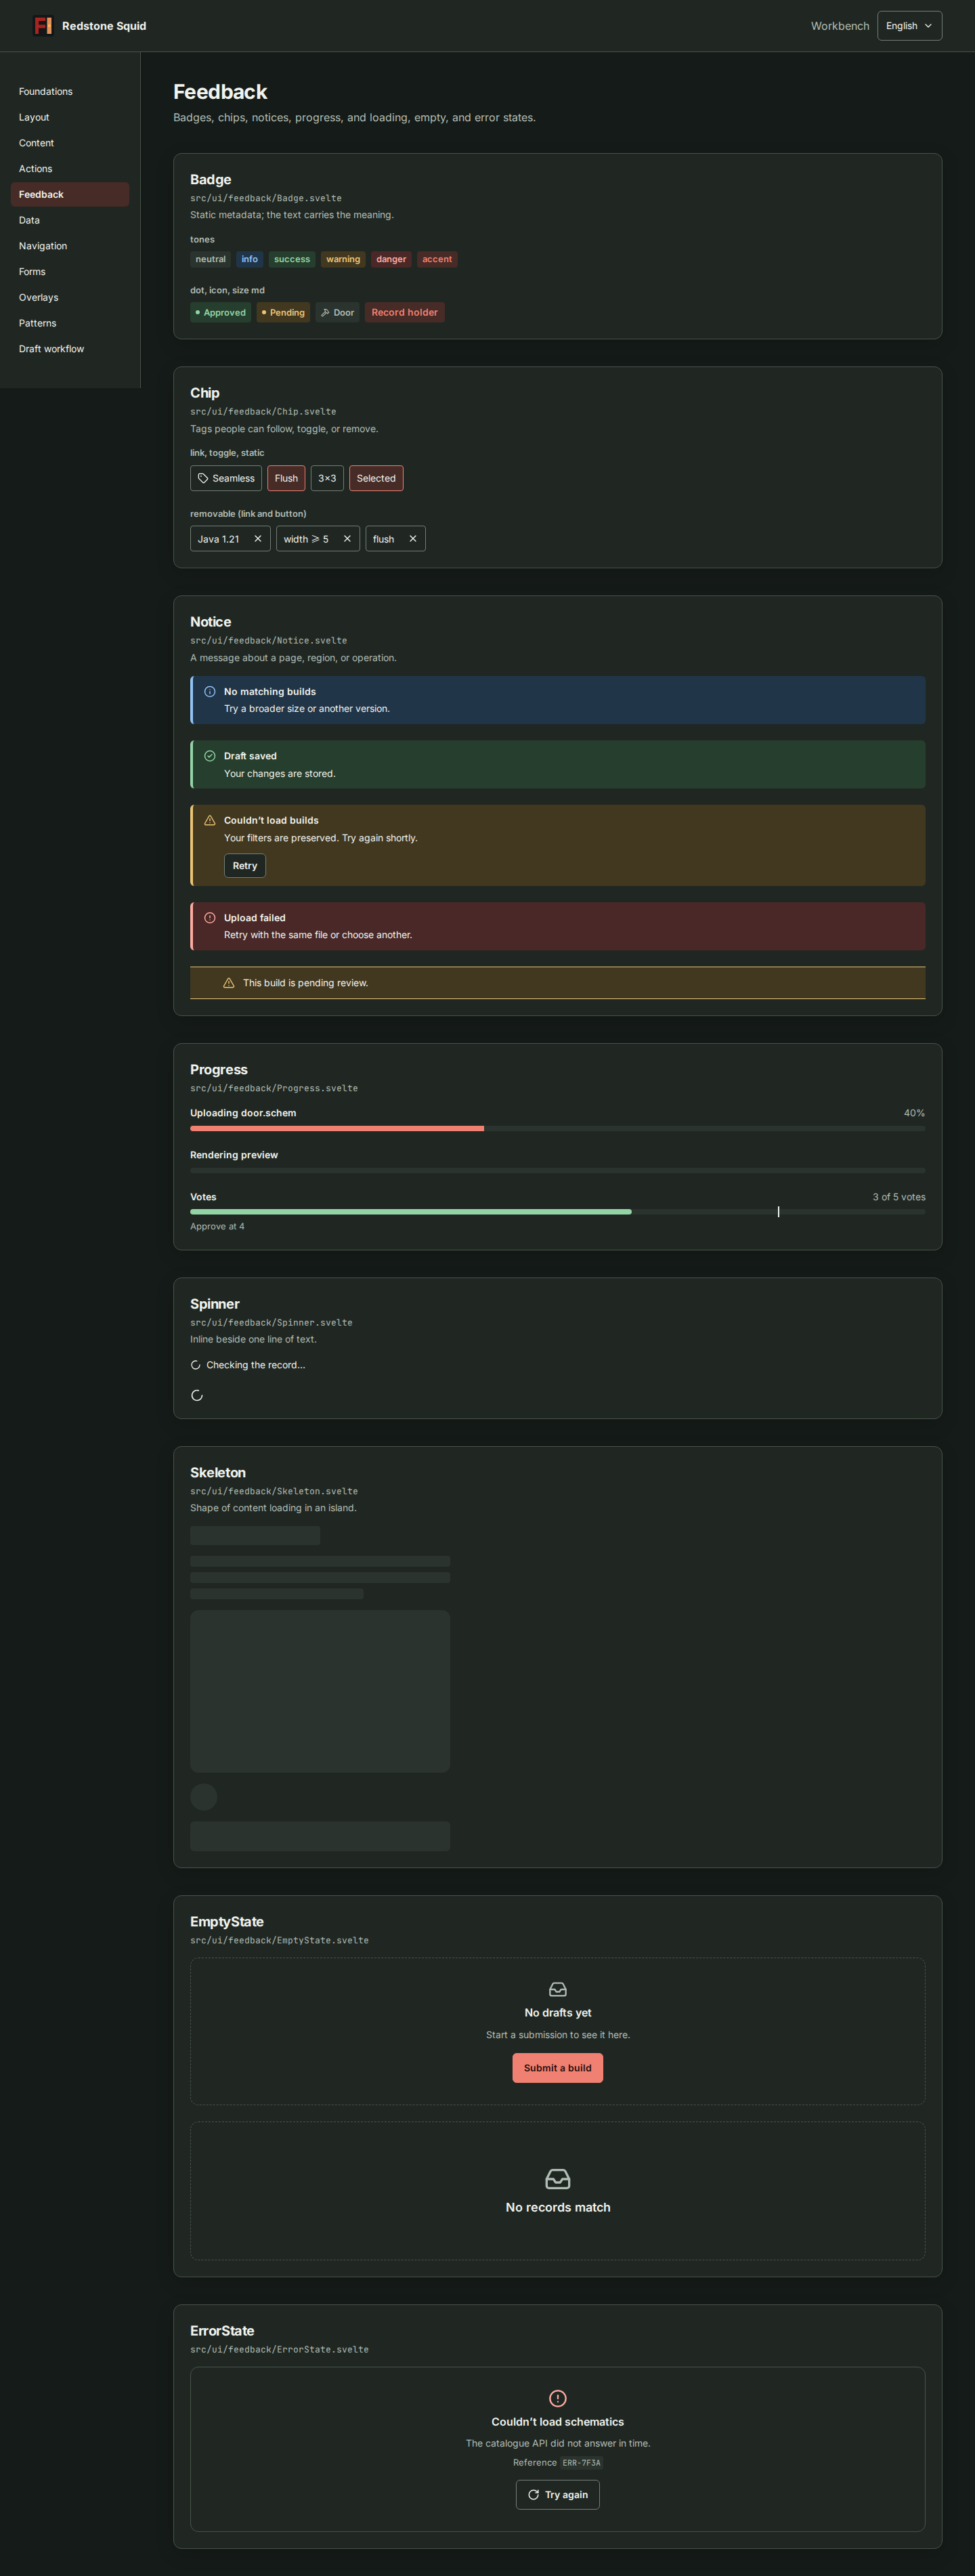 Redstone Squid
Workbench
English
Foundations
Layout
Content
Actions
Feedback
Data
Navigation
Forms
Overlays
Patterns
Draft workflow
Feedback
Badges, chips, notices, progress, and loading, empty, and error states.
Badge
src/ui/feedback/Badge.svelte
Static metadata; the text carries the meaning.
tones
neutral info success warning danger accent
dot, icon, size md
Approved Pending Door Record holder
Chip
src/ui/feedback/Chip.svelte
Tags people can follow, toggle, or remove.
link, toggle, static
Seamless Flush 3×3 Selected
removable (link and button)
Java 1.21 width ⩾ 5 flush
Notice
src/ui/feedback/Notice.svelte
A message about a page, region, or operation.
No matching builds
Try a broader size or another version.
Draft saved
Your changes are stored.
Couldn’t load builds
Your filters are preserved. Try again shortly.
Retry
Upload failed
Retry with the same file or choose another.
This build is pending review.
Progress
src/ui/feedback/Progress.svelte
Uploading door.schem 40%
Rendering preview
Votes 3 of 5 votes
Approve at 4
Spinner
src/ui/feedback/Spinner.svelte
Inline beside one line of text.
Checking the record…
Skeleton
src/ui/feedback/Skeleton.svelte
Shape of content loading in an island.
EmptyState
src/ui/feedback/EmptyState.svelte
No drafts yet
Start a submission to see it here.
Submit a build
No records match
ErrorState
src/ui/feedback/ErrorState.svelte
Couldn’t load schematics
The catalogue API did not answer in time.
Reference ERR-7F3A
Try again